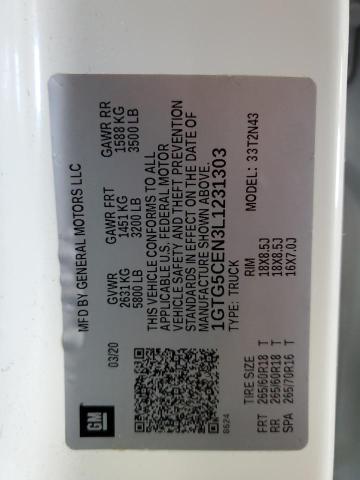 GM
MFD BY GENERAL MOTORS LLC
03/20 GVWR GAWR FRT GAWR RR
2631 KG 1451 KG 1588 KG
5800 LB 3200 LB 3500 LB
THIS VEHICLE CONFORMS TO ALL
APPLICABLE U.S. FEDERAL MOTOR
VEHICLE SAFETY AND THEFT PREVENTION
STANDARDS IN EFFECT ON THE DATE OF
MANUFACTURE SHOWN ABOVE.
1GTG5CEN3L1231303
8624 TYPE: TRUCK MODEL: 33T2N43
TIRE SIZE RIM
FRT 265/60R18 T 18X8.5J
RR 265/60R18 T 18X8.5J
SPA 265/70R16 T 16X7.0J